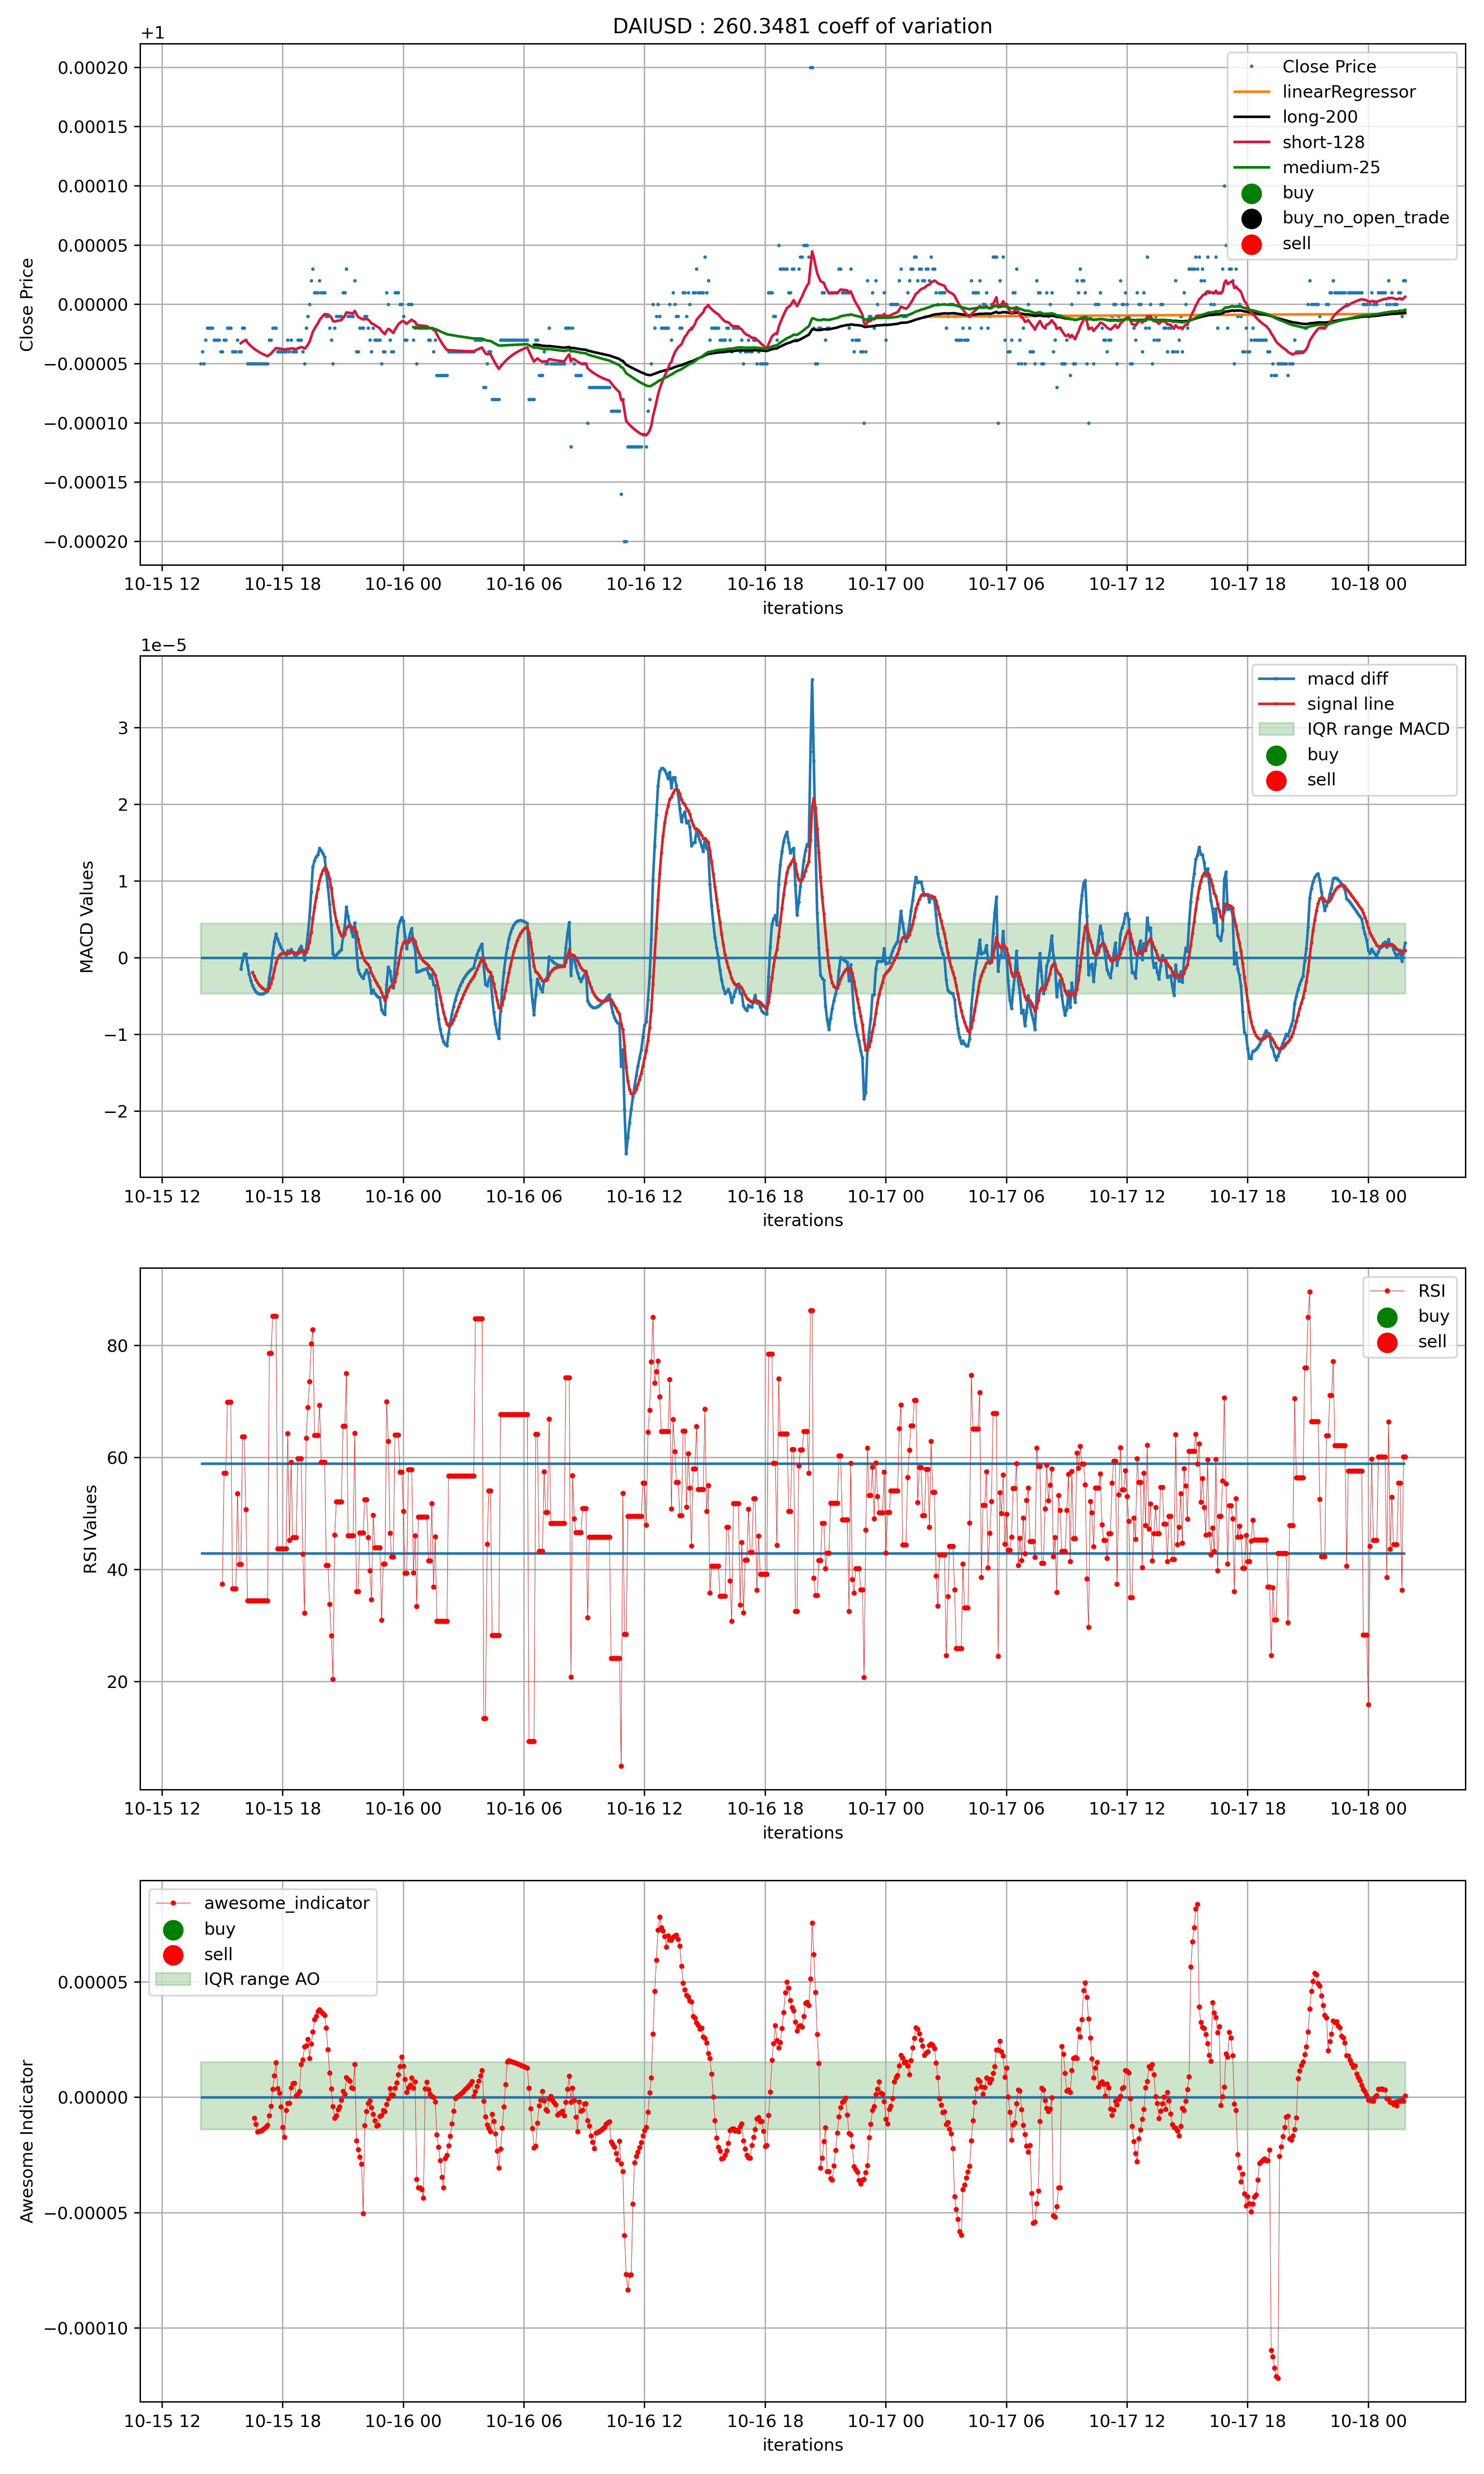 DAIUSD : 260.3481 coeff of variation
+1
0.00020
0.00015
0.00010
0.00005
0.00000
−0.00005
−0.00010
−0.00015
−0.00020
Close Price
Close Price
linearRegressor
long-200
short-128
medium-25
buy
buy_no_open_trade
sell
10-15 12 10-15 18 10-16 00 10-16 06 10-16 12 10-16 18 10-17 00 10-17 06 10-17 12 10-17 18 10-18 00
iterations
1e−5
3
2
1
0
−1
−2
MACD Values
macd diff
signal line
IQR range MACD
buy
sell
10-15 12 10-15 18 10-16 00 10-16 06 10-16 12 10-16 18 10-17 00 10-17 06 10-17 12 10-17 18 10-18 00
iterations
80
60
40
20
RSI Values
RSI
buy
sell
10-15 12 10-15 18 10-16 00 10-16 06 10-16 12 10-16 18 10-17 00 10-17 06 10-17 12 10-17 18 10-18 00
iterations
awesome_indicator
buy
sell
IQR range AO
0.00005
0.00000
−0.00005
−0.00010
Awesome Indicator
10-15 12 10-15 18 10-16 00 10-16 06 10-16 12 10-16 18 10-17 00 10-17 06 10-17 12 10-17 18 10-18 00
iterations